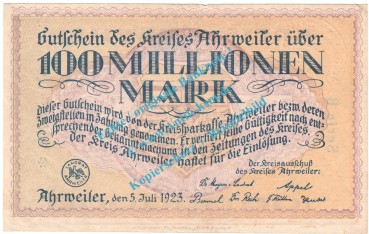 Gutschein des Kreises Ahrweiler über
100 MILLIONEN
MARK
Dieser Gutschein wird von der Kreissparkasse Ahrweiler bezw. deren
Zweigstellen in Zahlung genommen. Er verliert seine Gültigkeit nach ent-
sprechender Bekanntmachung in den Zeitungen des Kreises.
Der Kreis Ahrweiler haftet für die Einlösung.
Der Kreisausschuß
des Kreises Ahrweiler:
Ahrweiler, den 5. Juli 1923.